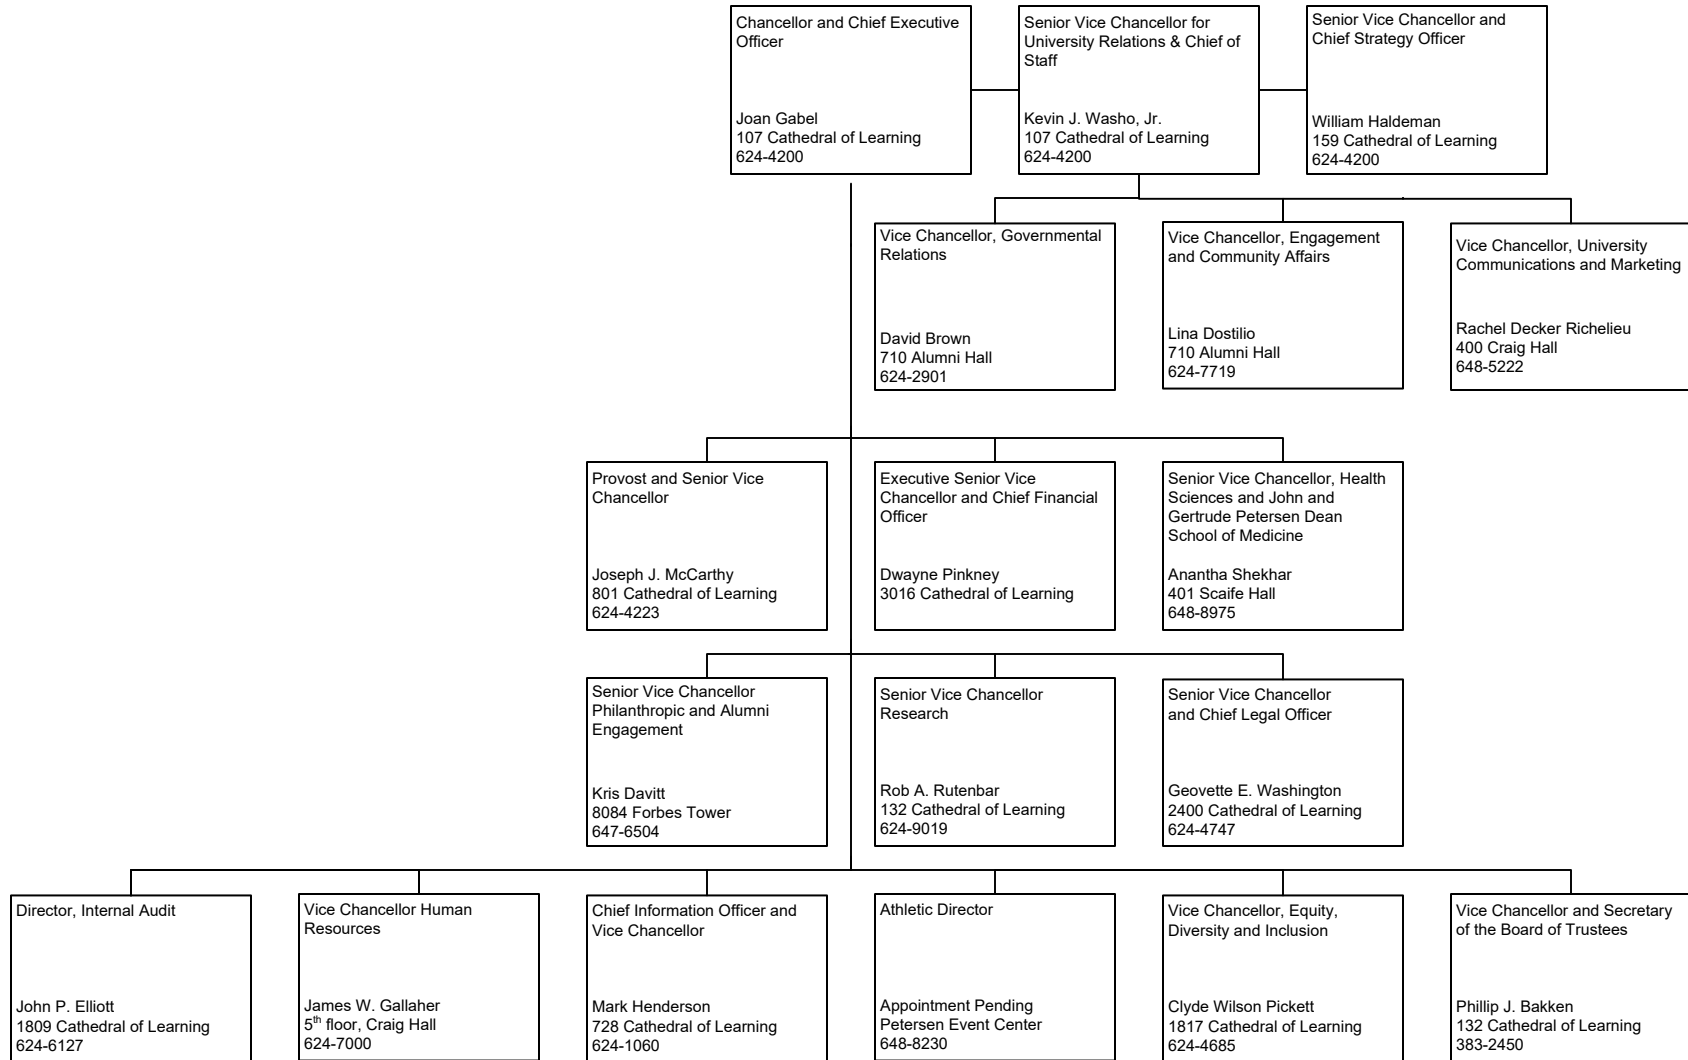 Chancellor and Chief Executive
Officer
Joan Gabel
107 Cathedral of Learning
624-4200
Senior Vice Chancellor for
University Relations & Chief of
Staff
Kevin J. Washo, Jr.
107 Cathedral of Learning
624-4200
Senior Vice Chancellor and
Chief Strategy Officer
William Haldeman
159 Cathedral of Learning
624-4200
Vice Chancellor, Governmental
Relations
David Brown
710 Alumni Hall
624-2901
Vice Chancellor, Engagement
and Community Affairs
Lina Dostilio
710 Alumni Hall
624-7719
Vice Chancellor, University
Communications and Marketing
Rachel Decker Richelieu
400 Craig Hall
648-5222
Provost and Senior Vice
Chancellor
Joseph J. McCarthy
801 Cathedral of Learning
624-4223
Executive Senior Vice
Chancellor and Chief Financial
Officer
Dwayne Pinkney
3016 Cathedral of Learning
Senior Vice Chancellor, Health
Sciences and John and
Gertrude Petersen Dean
School of Medicine
Anantha Shekhar
401 Scaife Hall
648-8975
Senior Vice Chancellor
Philanthropic and Alumni
Engagement
Kris Davitt
8084 Forbes Tower
647-6504
Senior Vice Chancellor
Research
Rob A. Rutenbar
132 Cathedral of Learning
624-9019
Senior Vice Chancellor
and Chief Legal Officer
Geovette E. Washington
2400 Cathedral of Learning
624-4747
Director, Internal Audit
John P. Elliott
1809 Cathedral of Learning
624-6127
Vice Chancellor Human
Resources
James W. Gallaher
5th floor, Craig Hall
624-7000
Chief Information Officer and
Vice Chancellor
Mark Henderson
728 Cathedral of Learning
624-1060
Athletic Director
Appointment Pending
Petersen Event Center
648-8230
Vice Chancellor, Equity,
Diversity and Inclusion
Clyde Wilson Pickett
1817 Cathedral of Learning
624-4685
Vice Chancellor and Secretary
of the Board of Trustees
Phillip J. Bakken
132 Cathedral of Learning
383-2450